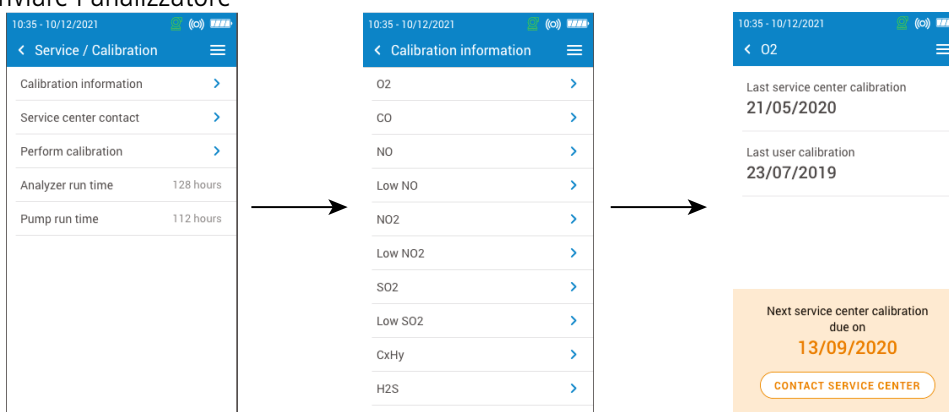 l'analizzatore
10:35 - 10/12/2021
Service / Calibration
Calibration information
Service center contact
Perform calibration
Analyzer run time 128 hours
Pump run time 112 hours
10:35 - 10/12/2021
Calibration information
O2
CO
NO
Low NO
NO2
Low NO2
SO2
Low SO2
CxHy
H2S
10:35 - 10/12/2021
O2
Last service center calibration
21/05/2020
Last user calibration
23/07/2019
Next service center calibration
due on
13/09/2020
CONTACT SERVICE CENTER